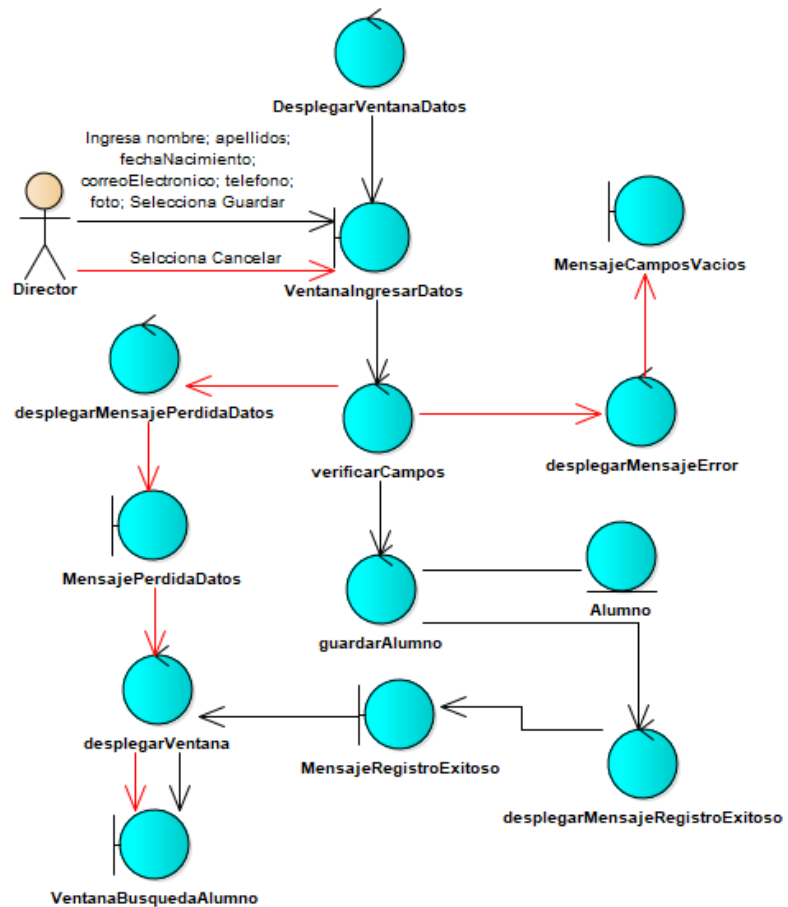 DesplegarVentanaDatos
Ingresa nombre; apellidos;
fechaNacimiento;
correoElectronico; telefono;
foto; Selecciona Guardar
Selcciona Cancelar
Director
VentanaIngresarDatos
MensajeCamposVacios
desplegarMensajePerdidaDatos
verificarCampos
desplegarMensajeError
MensajePerdidaDatos
guardarAlumno
Alumno
desplegarVentana
MensajeRegistroExitoso
desplegarMensajeRegistroExitoso
VentanaBusquedaAlumno